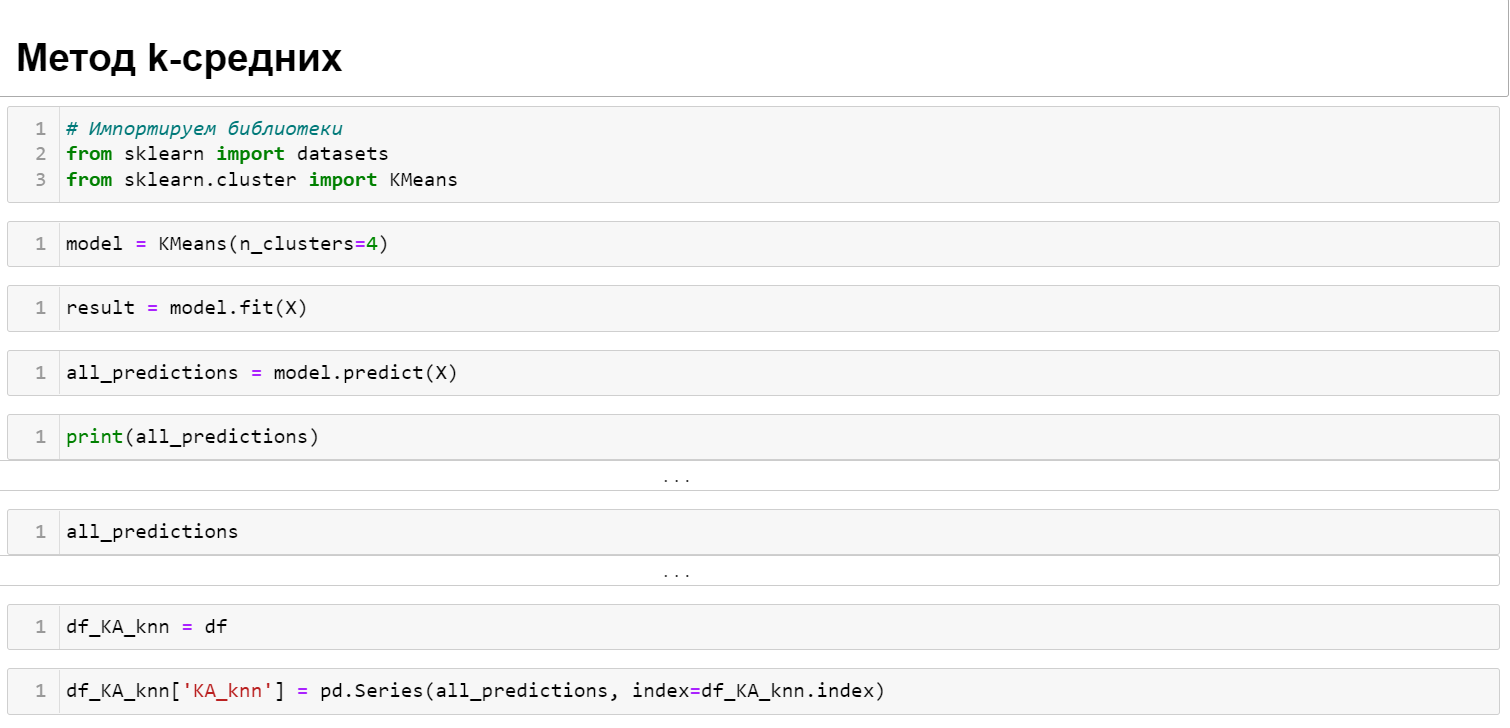 Метод k-средних
1 # Импортируем библиотеки
2 from sklearn import datasets
3 from sklearn.cluster import KMeans
1 model = KMeans(n_clusters=4)
1 result = model.fit(X)
1 all_predictions = model.predict(X)
1 print(all_predictions)
...
1 all_predictions
...
1 df_KA_knn = df
1 df_KA_knn['KA_knn'] = pd.Series(all_predictions, index=df_KA_knn.index)